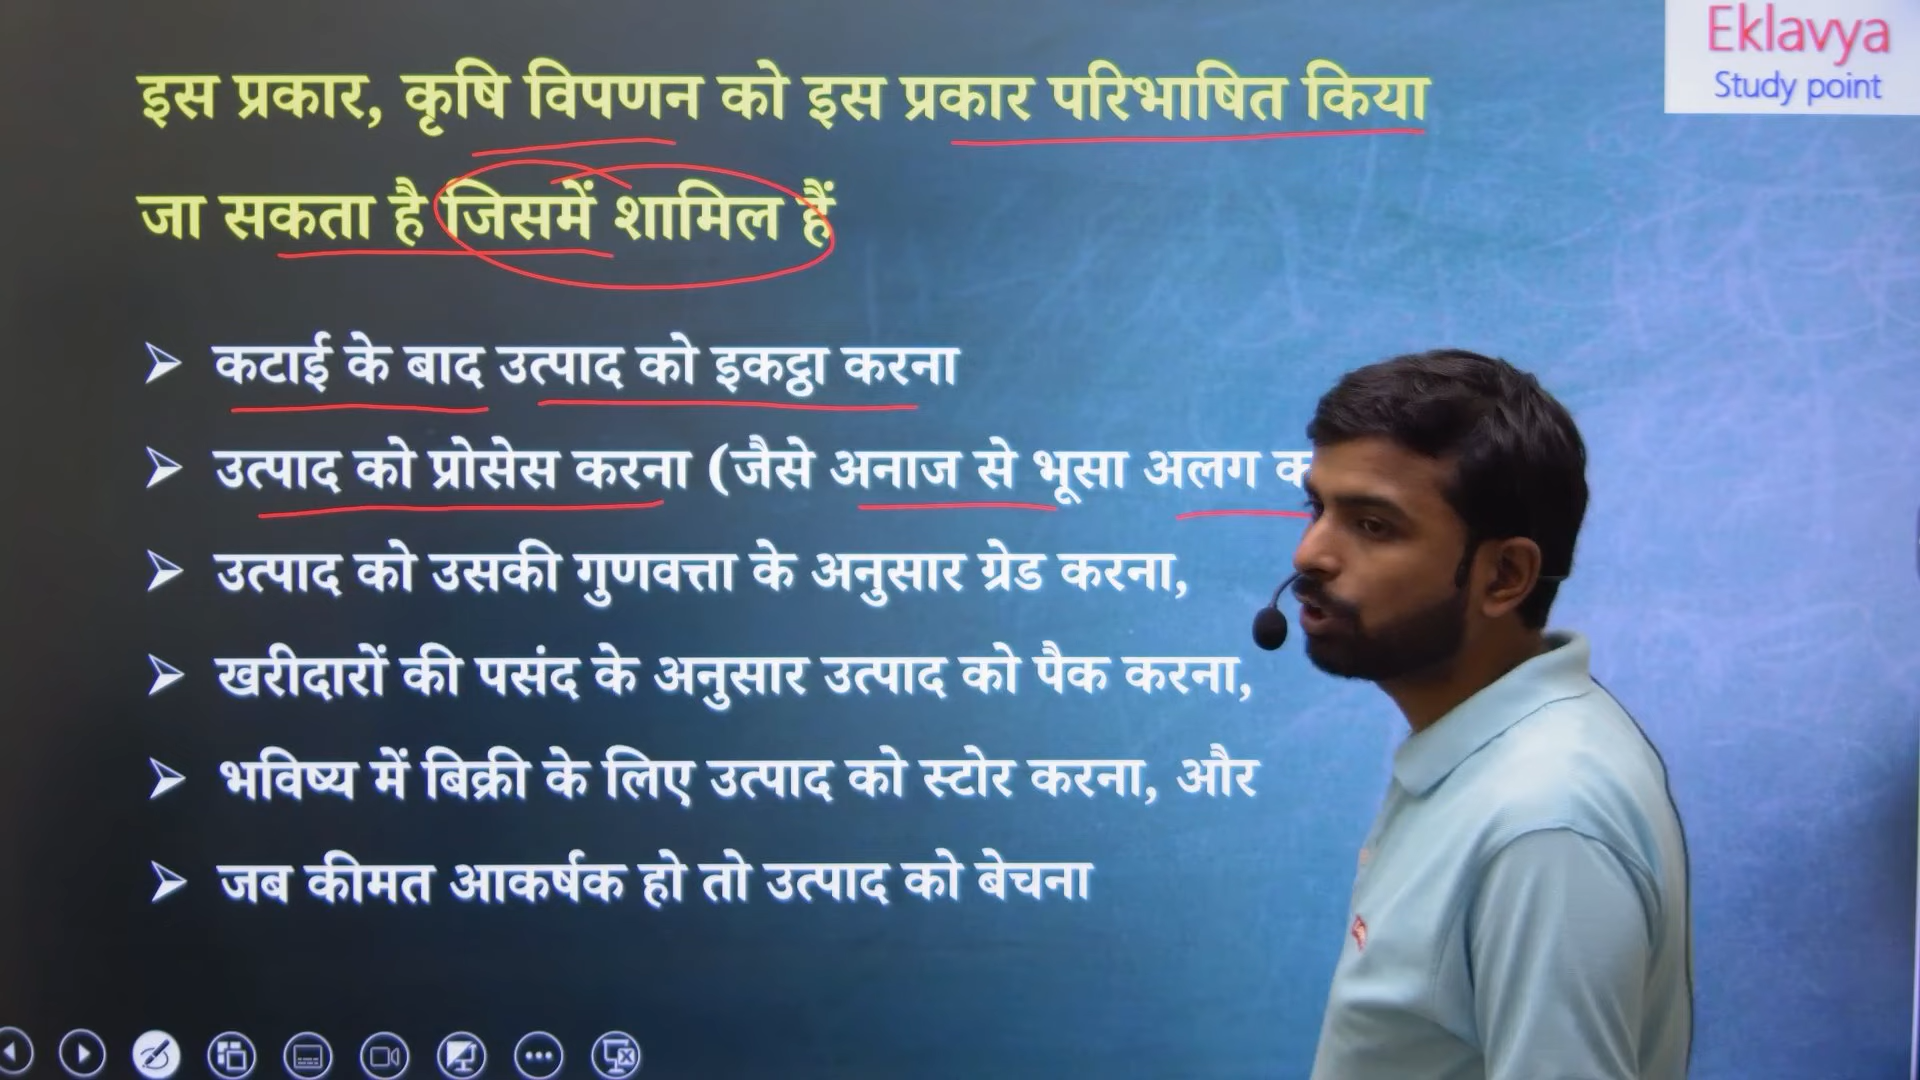 Eklavya
Study point
इस प्रकार, कृषि विपणन को इस प्रकार परिभाषित किया
जा सकता है जिसमें शामिल हैं
कटाई के बाद उत्पाद को इकट्ठा करना
उत्पाद को प्रोसेस करना (जैसे अनाज से भूसा अलग
उत्पाद को उसकी गुणवत्ता के अनुसार ग्रेड करना,
खरीदारों की पसंद के अनुसार उत्पाद को पैक करना,
भविष्य में बिक्री के लिए उत्पाद को स्टोर करना, और
जब कीमत आकर्षक हो तो उत्पाद को बेचना